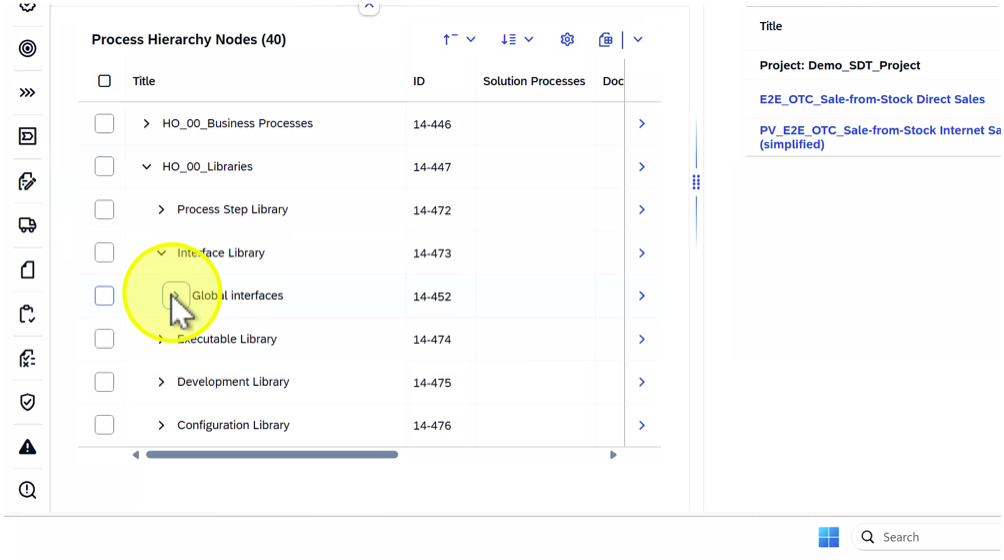 Process Hierarchy Nodes (40)
Title
ID
Solution Processes
Doc
HO_00_Business Processes
14-446
HO_00_Libraries
14-447
Process Step Library
14-472
Interface Library
14-473
Global interfaces
14-452
Executable Library
14-474
Development Library
14-475
Configuration Library
14-476
Title
Project: Demo_SDT_Project
E2E_OTC_Sale-from-Stock Direct Sales
PV_E2E_OTC_Sale-from-Stock Internet Sa
(simplified)
Search